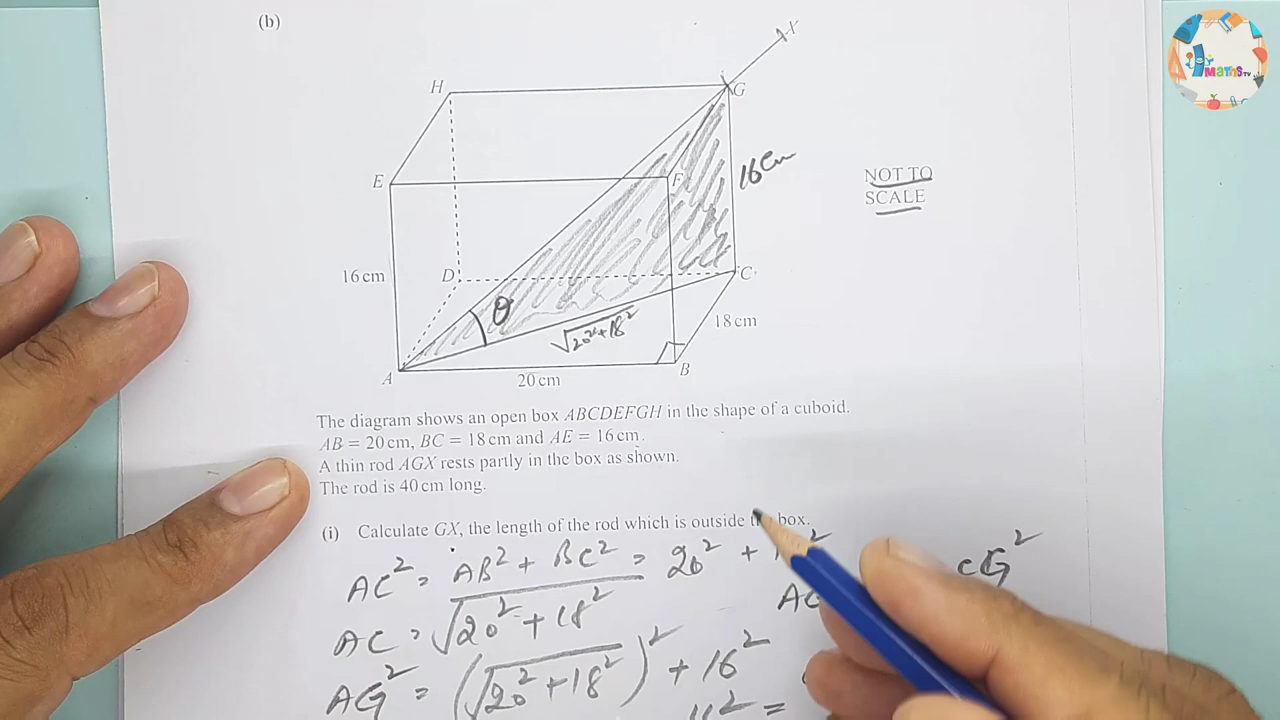 (b)
MATHS TV
X
H
G
16cm
E
F
NOT TO
SCALE
16 cm
D
C
θ
√20²+18²
18 cm
A
B
20 cm
The diagram shows an open box ABCDEFGH in the shape of a cuboid.
AB = 20 cm, BC = 18 cm and AE = 16 cm.
A thin rod AGX rests partly in the box as shown.
The rod is 40 cm long.
(i) Calculate GX, the length of the rod which is outside the box.
AC² = AB² + BC² = 20² +
CG²
AC = √20² + 18²
AG² = (√20² + 18²)² + 16²